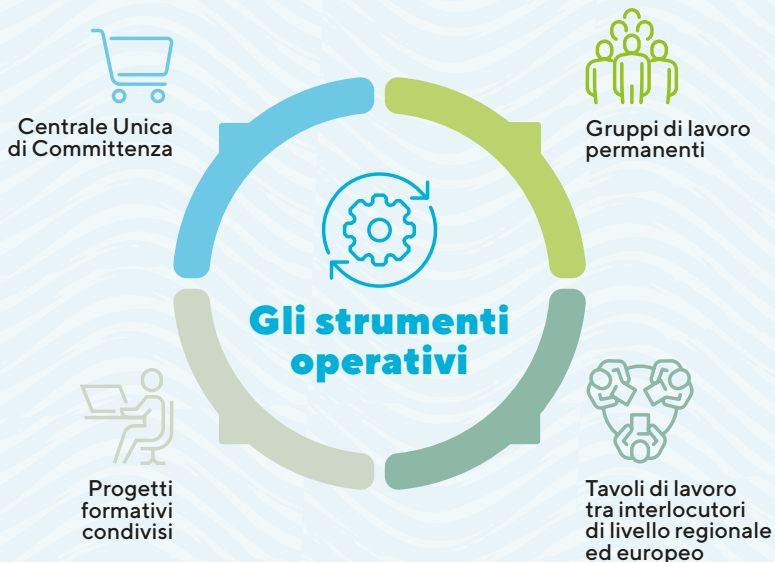 Centrale Unica
di Committenza
Gruppi di lavoro
permanenti
Gli strumenti
operativi
Progetti
formativi
condivisi
Tavoli di lavoro
tra interlocutori
di livello regionale
ed europeo